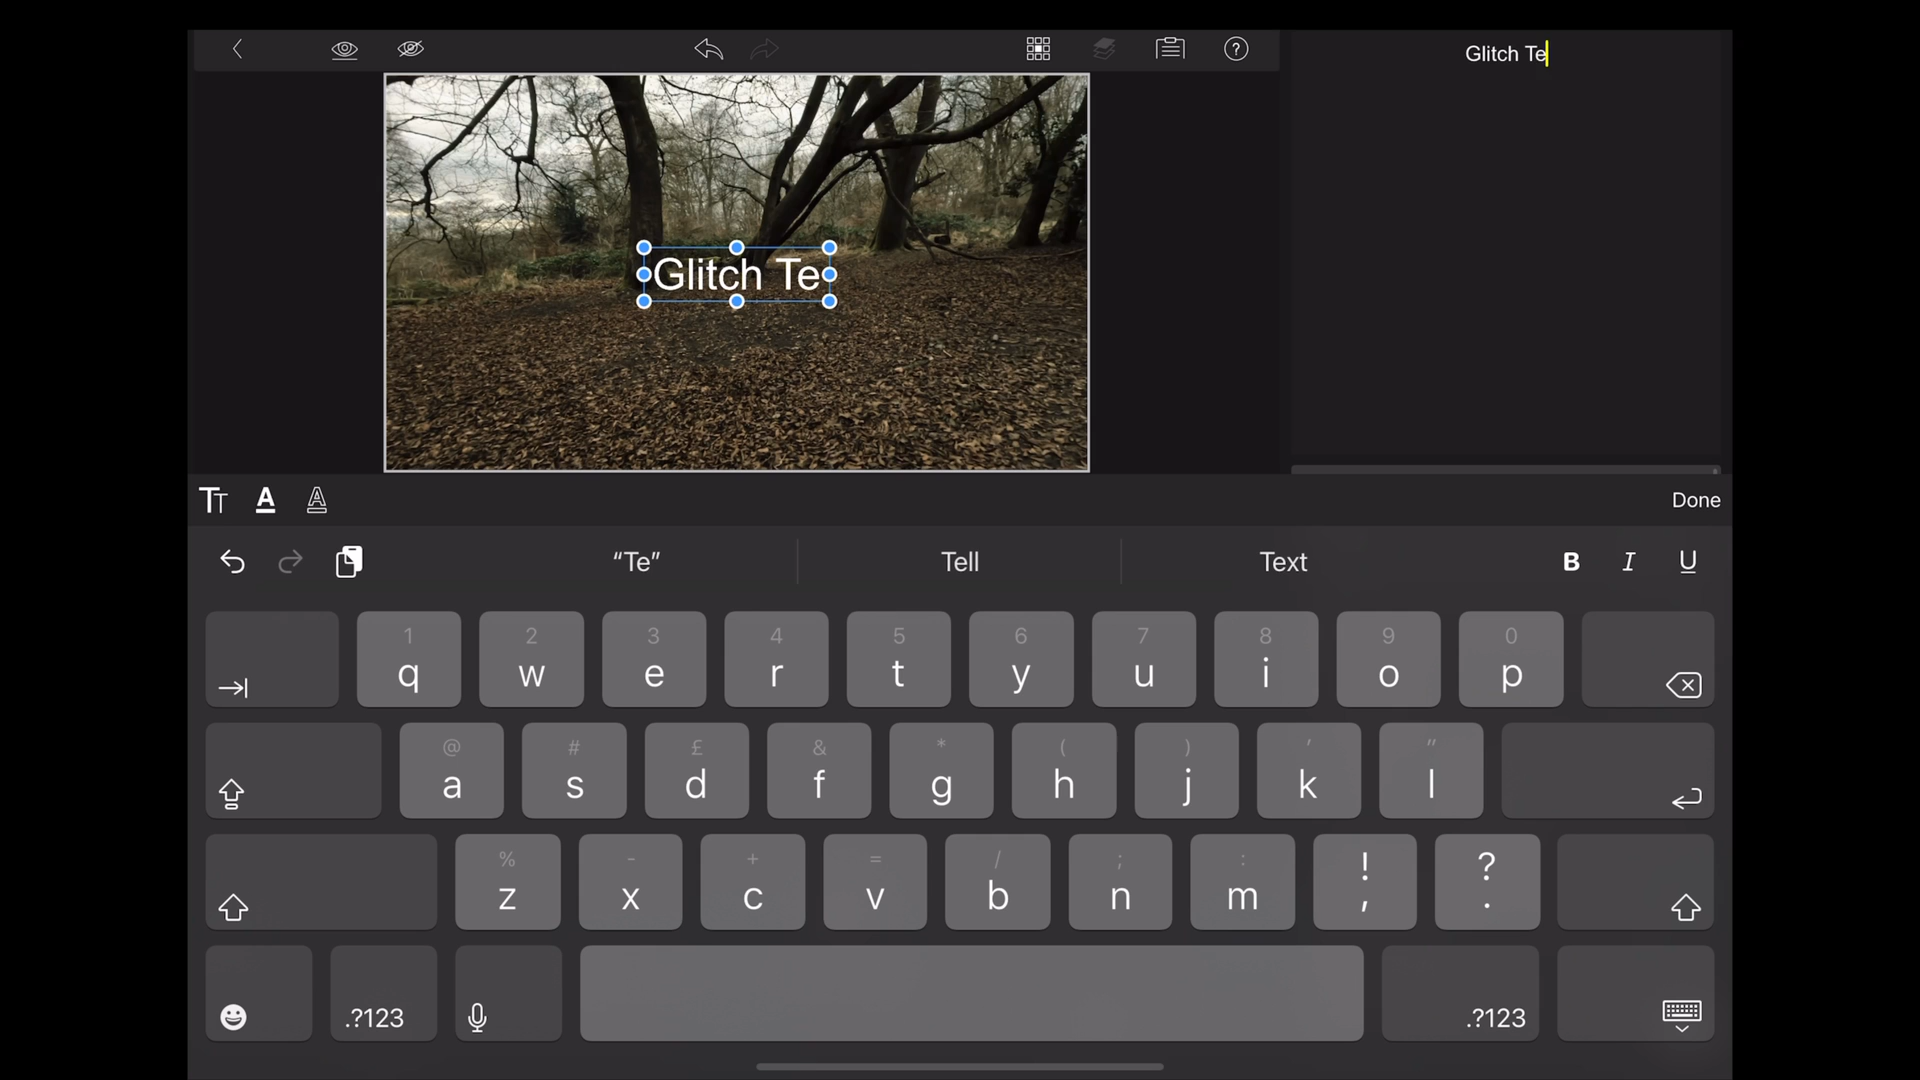 ?
Glitch Te
Glitch Te
TT A A Done
“Te” Tell Text B I U
1 2 3 4 5 6 7 8 9 0
q w e r t y u i o p
@ # £ & * ( ) ' "
a s d f g h j k l
% - + = / ; : ! ?
z x c v b n m , .
.?123 .?123